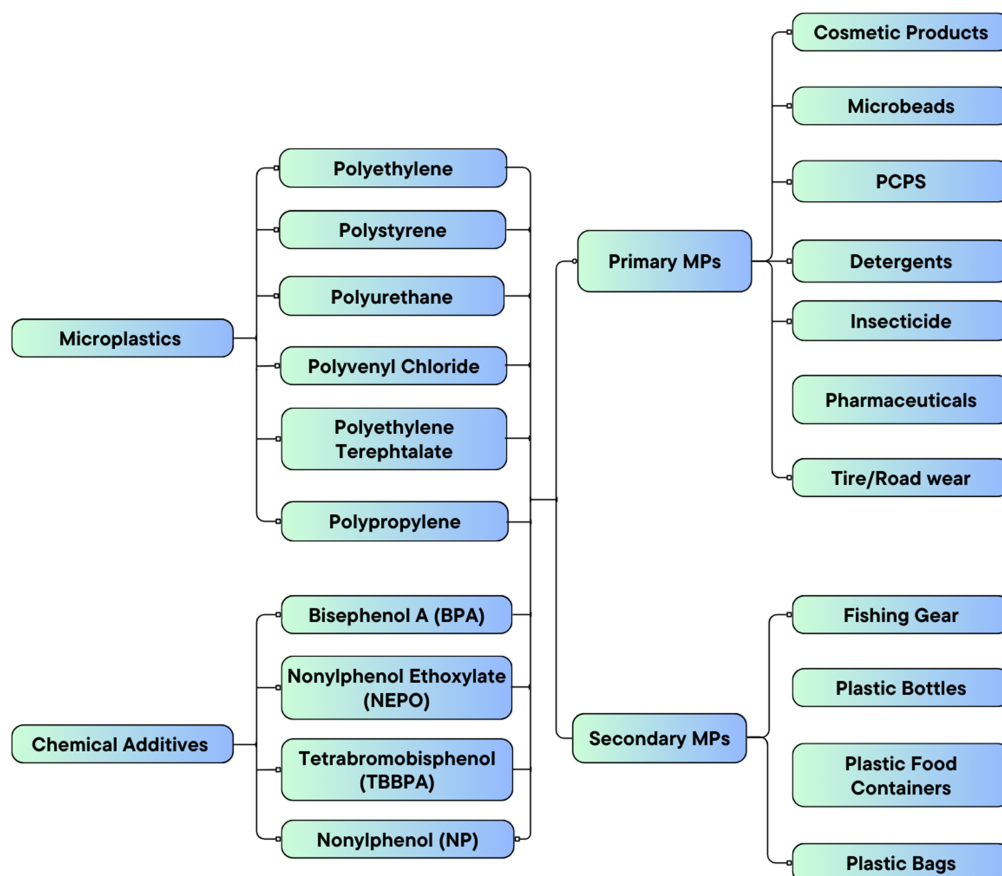 Microplastics
Polyethylene
Polystyrene
Polyurethane
Polyvenyl Chloride
Polyethylene
Terephtalate
Polypropylene
Chemical Additives
Bisephenol A (BPA)
Nonylphenol Ethoxylate
(NEPO)
Tetrabromobisphenol
(TBBPA)
Nonylphenol (NP)
Primary MPs
Cosmetic Products
Microbeads
PCPS
Detergents
Insecticide
Pharmaceuticals
Tire/Road wear
Secondary MPs
Fishing Gear
Plastic Bottles
Plastic Food
Containers
Plastic Bags